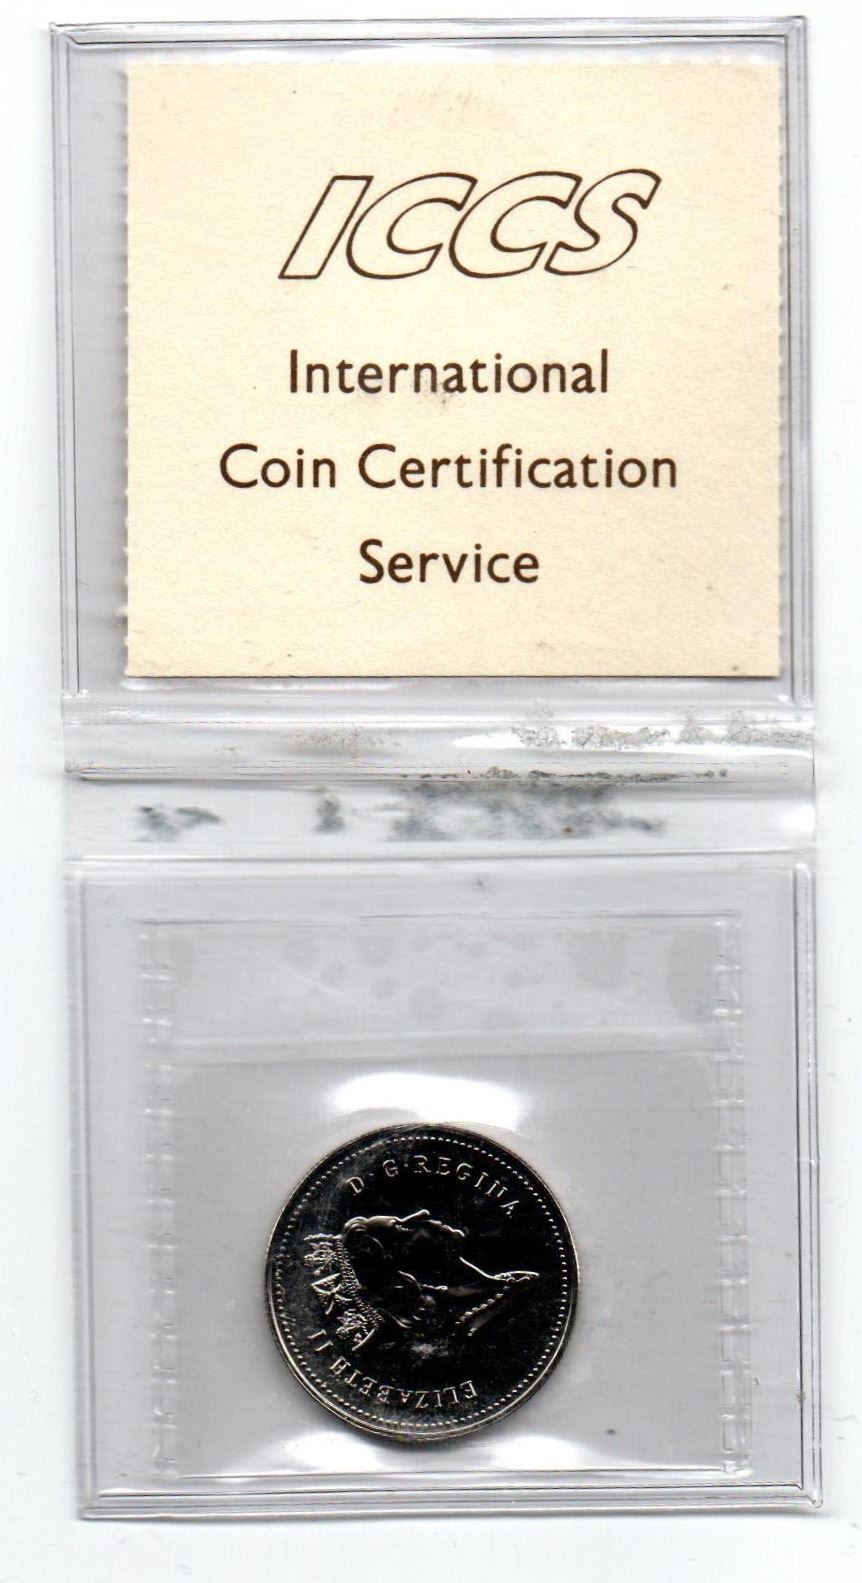 ICCS
International
Coin Certification
Service
ELIZABETH II
D·G·REGINA